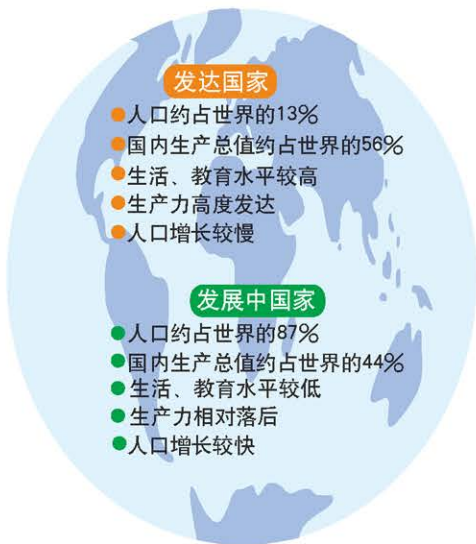 发达国家
●人口约占世界的13%
●国内生产总值约占世界的56%
●生活、教育水平较高
●生产力高度发达
●人口增长较慢
发展中国家
●人口约占世界的87%
●国内生产总值约占世界的44%
●生活、教育水平较低
●生产力相对落后
●人口增长较快